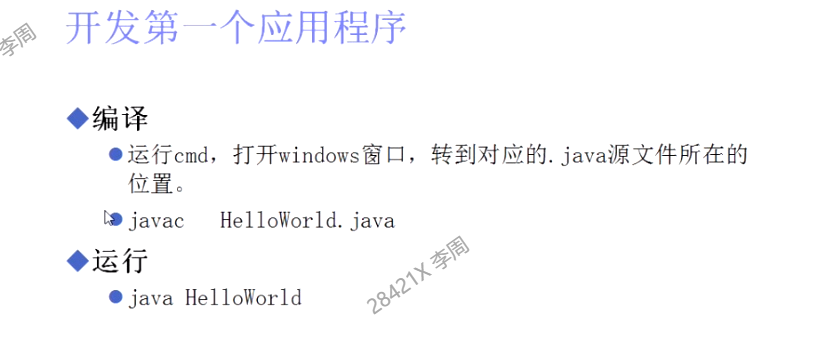 开发第一个应用程序
李周
编译
运行cmd，打开windows窗口，转到对应的.java源文件所在的
位置。
javac HelloWorld.java
运行
java HelloWorld
28421X 李周